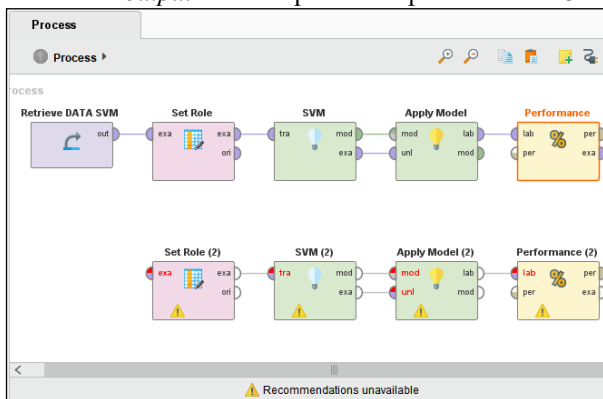 Process
Process
ocess
Retrieve DATA SVM Set Role SVM Apply Model Performance
out exa exa tra mod mod lab lab per
ori exa unl mod per exa
Set Role (2) SVM (2) Apply Model (2) Performance (2)
exa exa tra mod mod lab lab per
ori exa unl mod per exa
Recommendations unavailable